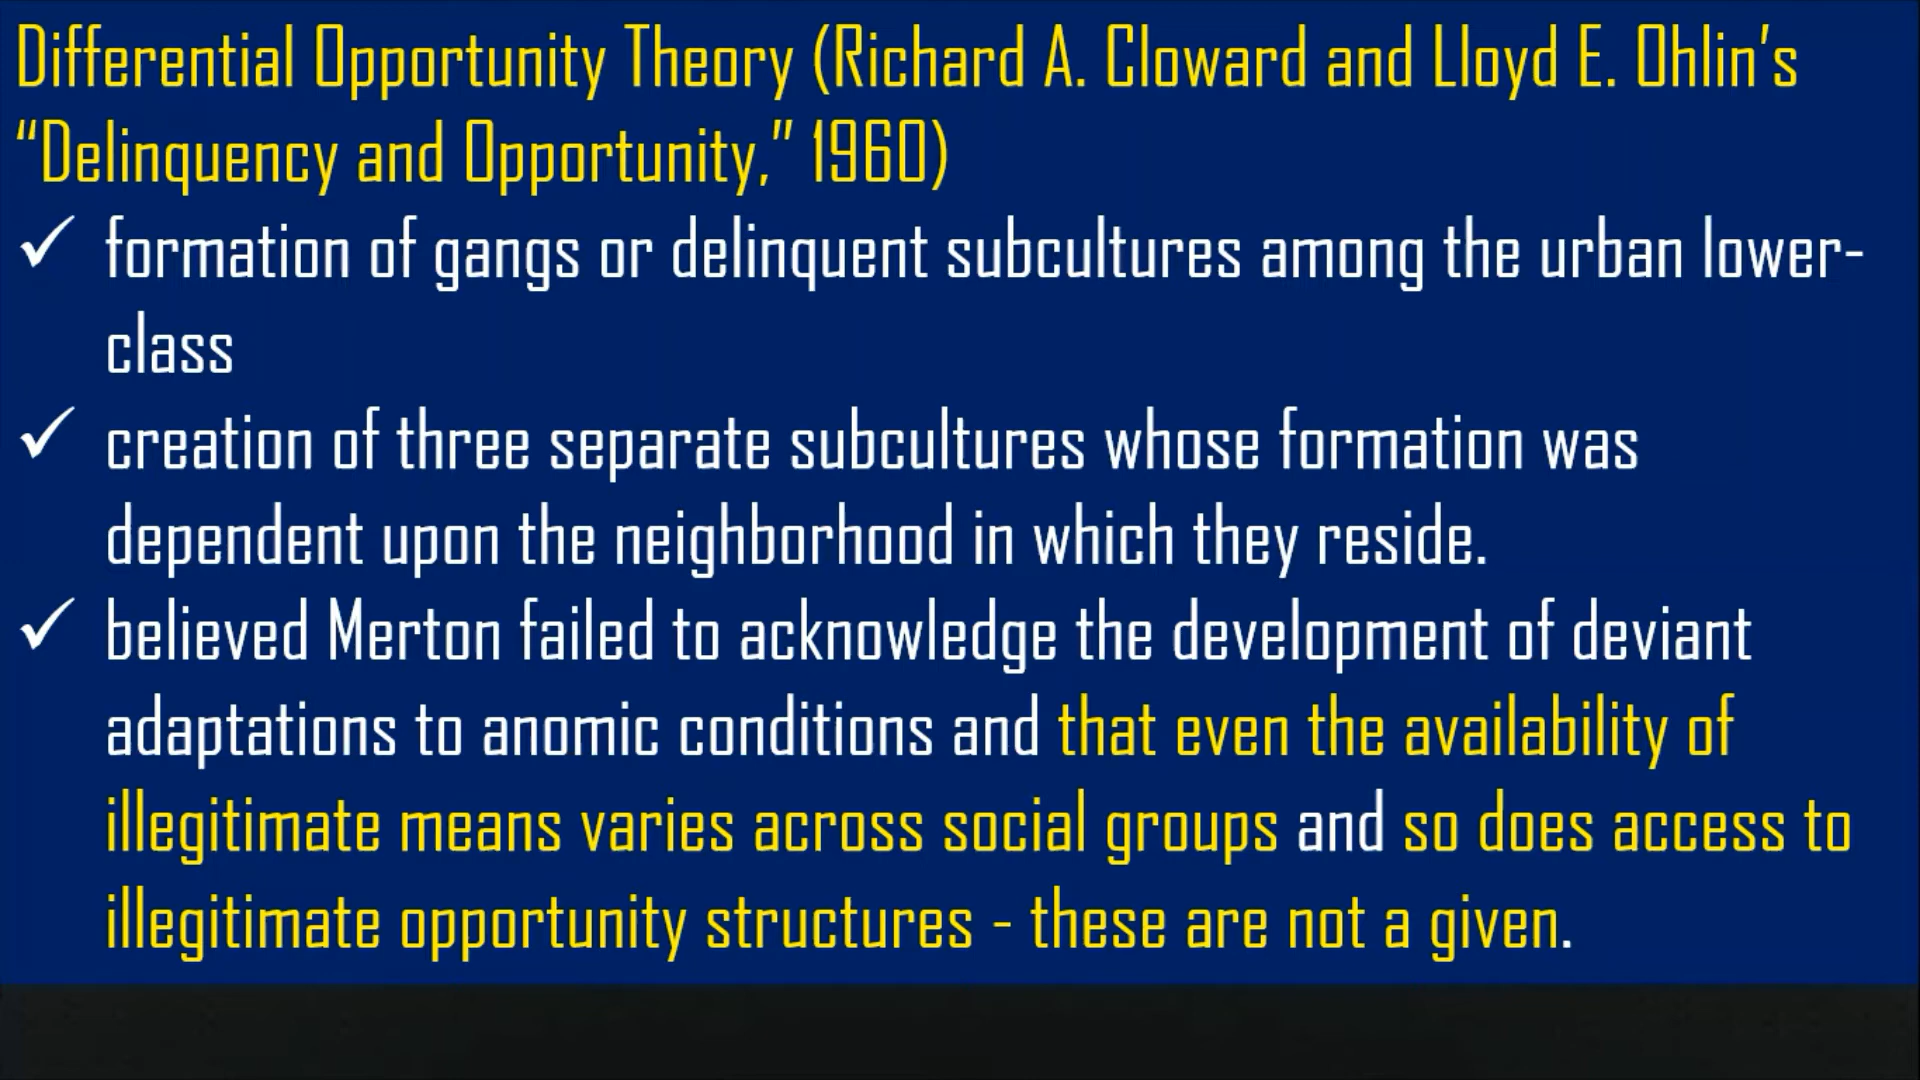 Differential Opportunity Theory (Richard A. Cloward and Lloyd E. Ohlin’s
“Delinquency and Opportunity,” 1960)
✓ formation of gangs or delinquent subcultures among the urban lower-
class
✓ creation of three separate subcultures whose formation was
dependent upon the neighborhood in which they reside.
✓ believed Merton failed to acknowledge the development of deviant
adaptations to anomic conditions and that even the availability of
illegitimate means varies across social groups and so does access to
illegitimate opportunity structures - these are not a given.